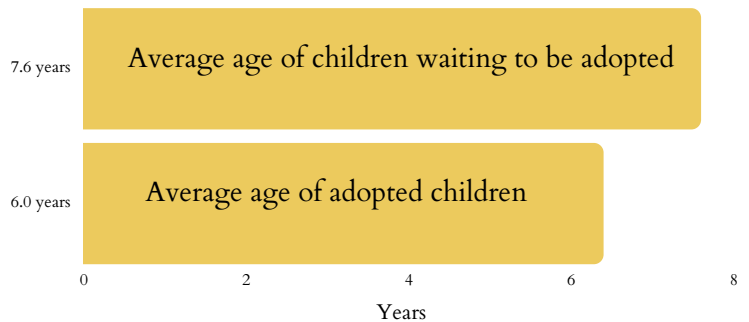 7.6 years
Average age of children waiting to be adopted
6.0 years
Average age of adopted children
0 2 4 6 8
Years